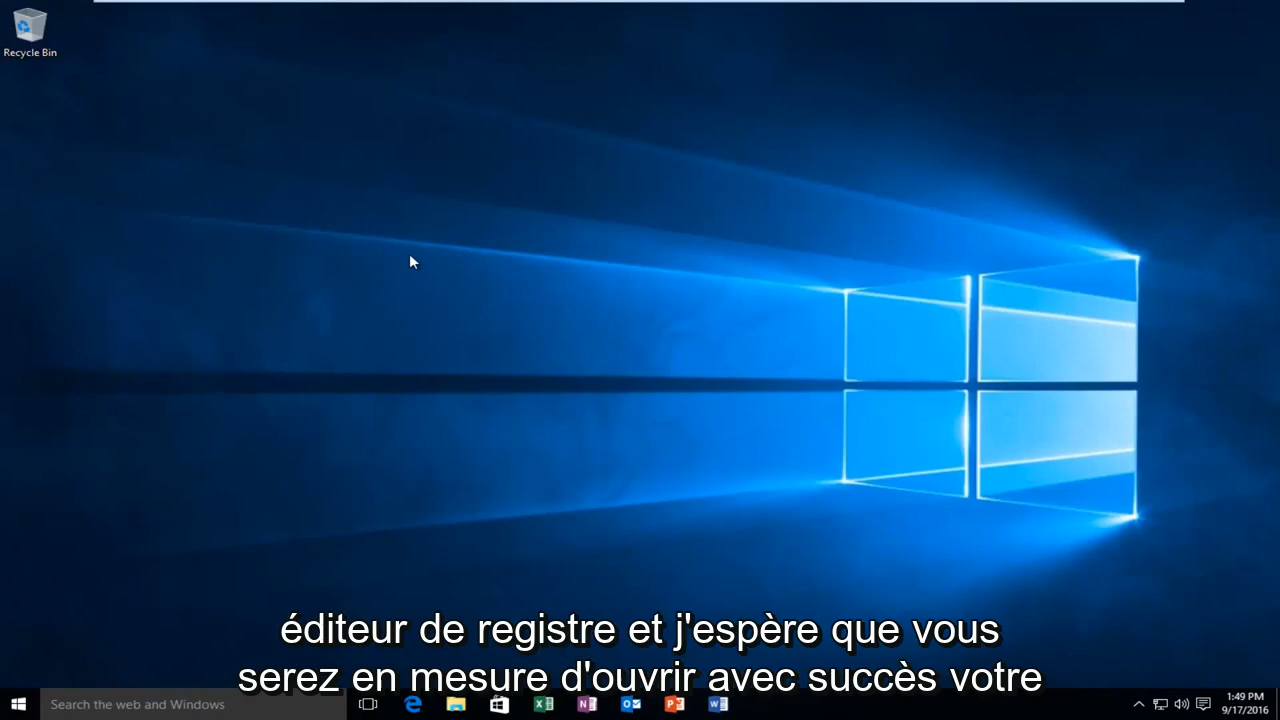 Recycle Bin
éditeur de registre et j'espère que vous
serez en mesure d'ouvrir avec succès votre
Search the web and Windows
1:49 PM
9/17/2016